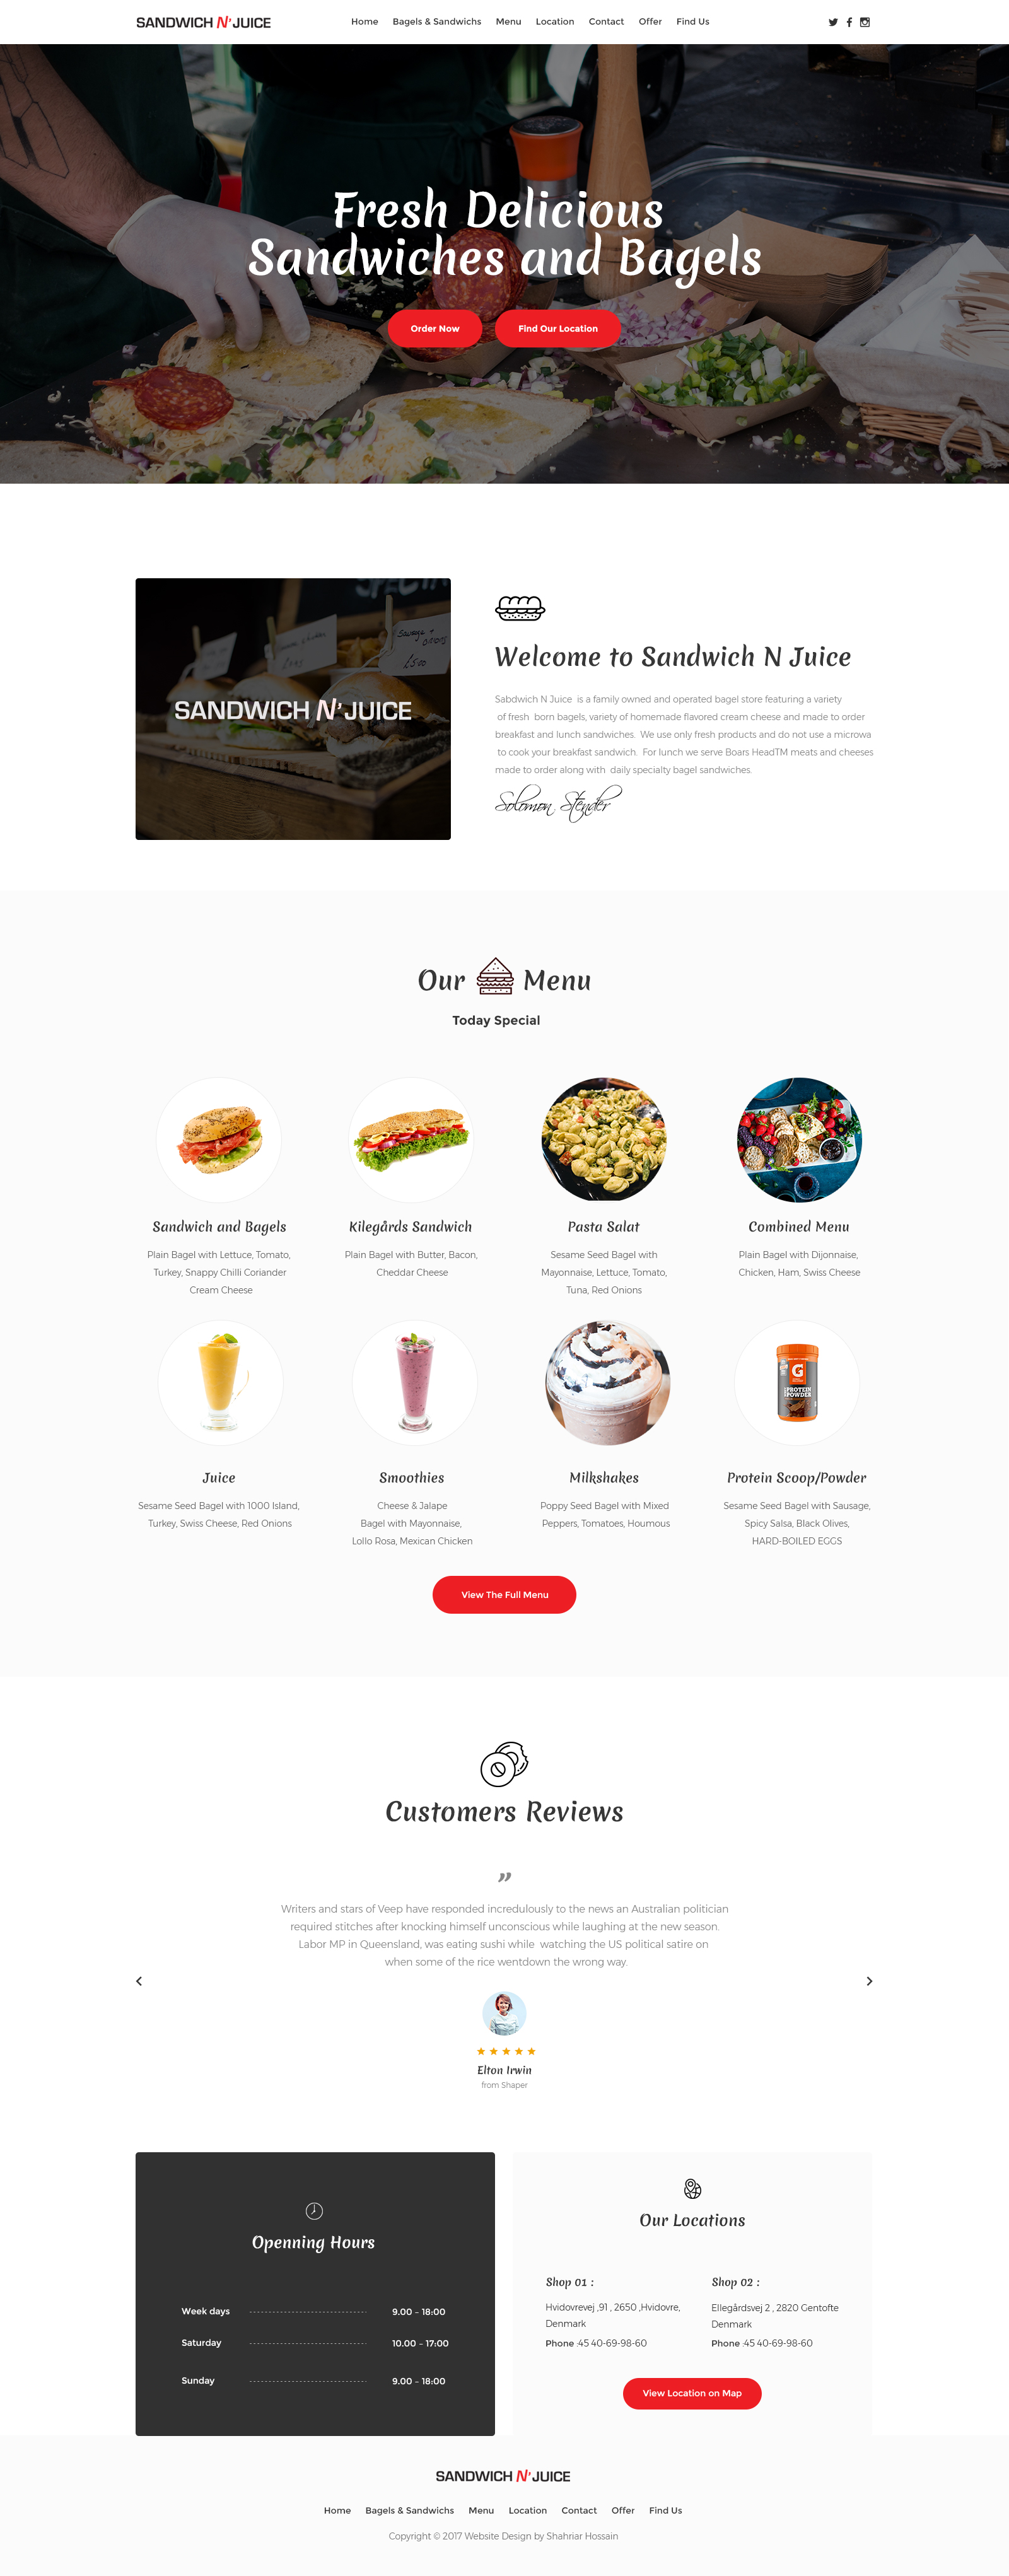 SANDWICH N' JUICE
Home Bagels & Sandwichs Menu Location Contact Offer Find Us
Fresh Delicious
Sandwiches and Bagels
Order Now Find Our Location
SANDWICH N' JUICE
Welcome to Sandwich N Juice
Sabdwich N Juice is a family owned and operated bagel store featuring a variety
of fresh born bagels, variety of homemade flavored cream cheese and made to order
breakfast and lunch sandwiches. We use only fresh products and do not use a microwa
to cook your breakfast sandwich. For lunch we serve Boars HeadTM meats and cheeses
made to order along with daily specialty bagel sandwiches.
Solomon. Stender
Our Menu
Today Special
Sandwich and Bagels
Plain Bagel with Lettuce, Tomato,
Turkey, Snappy Chilli Coriander
Cream Cheese
Kilegårds Sandwich
Plain Bagel with Butter, Bacon,
Cheddar Cheese
Pasta Salat
Sesame Seed Bagel with
Mayonnaise, Lettuce, Tomato,
Tuna, Red Onions
Combined Menu
Plain Bagel with Dijonnaise,
Chicken, Ham, Swiss Cheese
G
PROTEIN
POWDER
Juice
Sesame Seed Bagel with 1000 Island,
Turkey, Swiss Cheese, Red Onions
Smoothies
Cheese & Jalape
Bagel with Mayonnaise,
Lollo Rosa, Mexican Chicken
Milkshakes
Poppy Seed Bagel with Mixed
Peppers, Tomatoes, Houmous
Protein Scoop/Powder
Sesame Seed Bagel with Sausage,
Spicy Salsa, Black Olives,
HARD-BOILED EGGS
View The Full Menu
Customers Reviews
”
Writers and stars of Veep have responded incredulously to the news an Australian politician
required stitches after knocking himself unconscious while laughing at the new season.
Labor MP in Queensland, was eating sushi while watching the US political satire on
when some of the rice wentdown the wrong way.
Elton Irwin
from Shaper
Openning Hours
Week days 9.00 - 18:00
Saturday 10.00 - 17:00
Sunday 9.00 - 18:00
Our Locations
Shop 01 :
Hvidovrevej ,91 , 2650 ,Hvidovre,
Denmark
Phone :45 40-69-98-60
Shop 02 :
Ellegårdsvej 2 , 2820 Gentofte
Denmark
Phone :45 40-69-98-60
View Location on Map
SANDWICH N' JUICE
Home Bagels & Sandwichs Menu Location Contact Offer Find Us
Copyright © 2017 Website Design by Shahriar Hossain